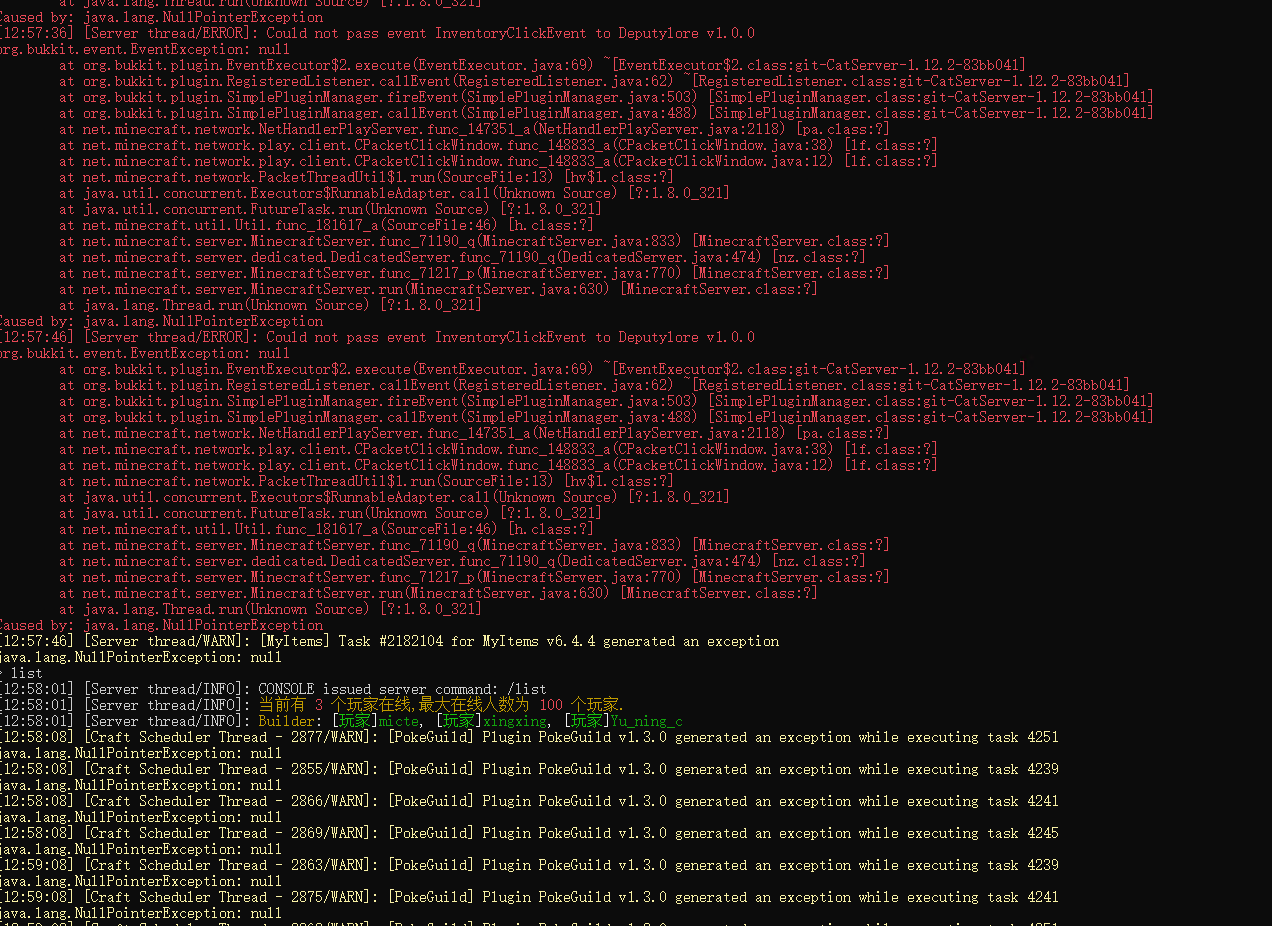 at java.lang.Thread.run(Unknown Source) [?:1.8.0_321]
Caused by: java.lang.NullPointerException
[12:57:36] [Server thread/ERROR]: Could not pass event InventoryClickEvent to Deputylore v1.0.0
org.bukkit.event.EventException: null
at org.bukkit.plugin.EventExecutor$2.execute(EventExecutor.java:69) ~[EventExecutor$2.class:git-CatServer-1.12.2-83bb041]
at org.bukkit.plugin.RegisteredListener.callEvent(RegisteredListener.java:62) ~[RegisteredListener.class:git-CatServer-1.12.2-83bb041]
at org.bukkit.plugin.SimplePluginManager.fireEvent(SimplePluginManager.java:503) [SimplePluginManager.class:git-CatServer-1.12.2-83bb041]
at org.bukkit.plugin.SimplePluginManager.callEvent(SimplePluginManager.java:488) [SimplePluginManager.class:git-CatServer-1.12.2-83bb041]
at net.minecraft.network.NetHandlerPlayServer.func_147351_a(NetHandlerPlayServer.java:2118) [pa.class:?]
at net.minecraft.network.play.client.CPacketClickWindow.func_148833_a(CPacketClickWindow.java:38) [lf.class:?]
at net.minecraft.network.play.client.CPacketClickWindow.func_148833_a(CPacketClickWindow.java:12) [lf.class:?]
at net.minecraft.network.PacketThreadUtil$1.run(SourceFile:13) [hv$1.class:?]
at java.util.concurrent.Executors$RunnableAdapter.call(Unknown Source) [?:1.8.0_321]
at java.util.concurrent.FutureTask.run(Unknown Source) [?:1.8.0_321]
at net.minecraft.util.Util.func_181617_a(SourceFile:46) [h.class:?]
at net.minecraft.server.MinecraftServer.func_71190_q(MinecraftServer.java:833) [MinecraftServer.class:?]
at net.minecraft.server.dedicated.DedicatedServer.func_71190_q(DedicatedServer.java:474) [nz.class:?]
at net.minecraft.server.MinecraftServer.func_71217_p(MinecraftServer.java:770) [MinecraftServer.class:?]
at net.minecraft.server.MinecraftServer.run(MinecraftServer.java:630) [MinecraftServer.class:?]
at java.lang.Thread.run(Unknown Source) [?:1.8.0_321]
Caused by: java.lang.NullPointerException
[12:57:46] [Server thread/ERROR]: Could not pass event InventoryClickEvent to Deputylore v1.0.0
org.bukkit.event.EventException: null
at org.bukkit.plugin.EventExecutor$2.execute(EventExecutor.java:69) ~[EventExecutor$2.class:git-CatServer-1.12.2-83bb041]
at org.bukkit.plugin.RegisteredListener.callEvent(RegisteredListener.java:62) ~[RegisteredListener.class:git-CatServer-1.12.2-83bb041]
at org.bukkit.plugin.SimplePluginManager.fireEvent(SimplePluginManager.java:503) [SimplePluginManager.class:git-CatServer-1.12.2-83bb041]
at org.bukkit.plugin.SimplePluginManager.callEvent(SimplePluginManager.java:488) [SimplePluginManager.class:git-CatServer-1.12.2-83bb041]
at net.minecraft.network.NetHandlerPlayServer.func_147351_a(NetHandlerPlayServer.java:2118) [pa.class:?]
at net.minecraft.network.play.client.CPacketClickWindow.func_148833_a(CPacketClickWindow.java:38) [lf.class:?]
at net.minecraft.network.play.client.CPacketClickWindow.func_148833_a(CPacketClickWindow.java:12) [lf.class:?]
at net.minecraft.network.PacketThreadUtil$1.run(SourceFile:13) [hv$1.class:?]
at java.util.concurrent.Executors$RunnableAdapter.call(Unknown Source) [?:1.8.0_321]
at java.util.concurrent.FutureTask.run(Unknown Source) [?:1.8.0_321]
at net.minecraft.util.Util.func_181617_a(SourceFile:46) [h.class:?]
at net.minecraft.server.MinecraftServer.func_71190_q(MinecraftServer.java:833) [MinecraftServer.class:?]
at net.minecraft.server.dedicated.DedicatedServer.func_71190_q(DedicatedServer.java:474) [nz.class:?]
at net.minecraft.server.MinecraftServer.func_71217_p(MinecraftServer.java:770) [MinecraftServer.class:?]
at net.minecraft.server.MinecraftServer.run(MinecraftServer.java:630) [MinecraftServer.class:?]
at java.lang.Thread.run(Unknown Source) [?:1.8.0_321]
Caused by: java.lang.NullPointerException
[12:57:46] [Server thread/WARN]: [MyItems] Task #2182104 for MyItems v6.4.4 generated an exception
java.lang.NullPointerException: null
> list
[12:58:01] [Server thread/INFO]: CONSOLE issued server command: /list
[12:58:01] [Server thread/INFO]: 当前有 3 个玩家在线,最大在线人数为 100 个玩家.
[12:58:01] [Server thread/INFO]: Builder: [玩家]micte, [玩家]xingxing, [玩家]Yu_ning_c
[12:58:08] [Craft Scheduler Thread - 2877/WARN]: [PokeGuild] Plugin PokeGuild v1.3.0 generated an exception while executing task 4251
java.lang.NullPointerException: null
[12:58:08] [Craft Scheduler Thread - 2855/WARN]: [PokeGuild] Plugin PokeGuild v1.3.0 generated an exception while executing task 4239
java.lang.NullPointerException: null
[12:58:08] [Craft Scheduler Thread - 2866/WARN]: [PokeGuild] Plugin PokeGuild v1.3.0 generated an exception while executing task 4241
java.lang.NullPointerException: null
[12:58:08] [Craft Scheduler Thread - 2869/WARN]: [PokeGuild] Plugin PokeGuild v1.3.0 generated an exception while executing task 4245
java.lang.NullPointerException: null
[12:59:08] [Craft Scheduler Thread - 2863/WARN]: [PokeGuild] Plugin PokeGuild v1.3.0 generated an exception while executing task 4239
java.lang.NullPointerException: null
[12:59:08] [Craft Scheduler Thread - 2875/WARN]: [PokeGuild] Plugin PokeGuild v1.3.0 generated an exception while executing task 4241
java.lang.NullPointerException: null